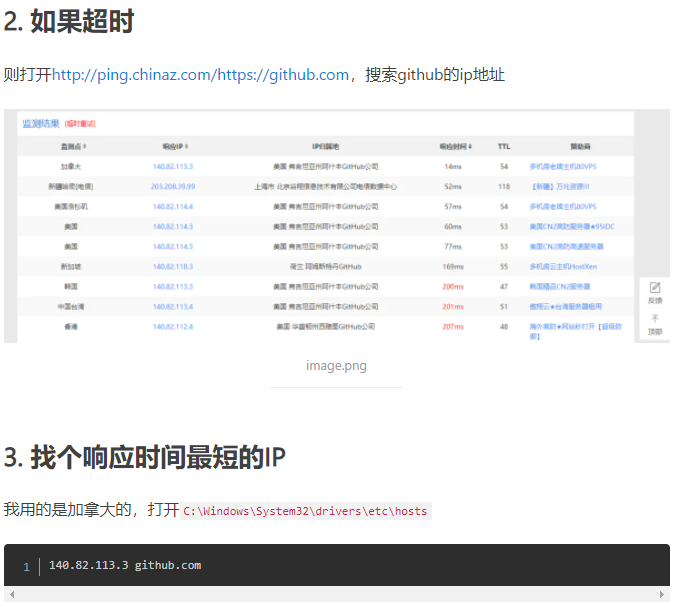 2. 如果超时
则打开http://ping.chinaz.com/https://github.com，搜索github的ip地址
监测结果 [超时重试]
监测点 响应IP IP归属地 响应时间 TTL 赞助商
加拿大 140.82.113.3 美国 弗吉尼亚州阿什本GitHub公司 14ms 54 多机房老牌主机80VPS
新疆哈密[电信] 203.208.39.99 上海市 北京谷翔信息技术有限公司电信数据中心 52ms 118 【新疆】万兆资源!!!
美国洛杉矶 140.82.114.4 美国 弗吉尼亚州阿什本GitHub公司 57ms 54 多机房老牌主机80VPS
美国 140.82.114.3 美国 弗吉尼亚州阿什本GitHub公司 60ms 53 美国CN2高防服务器★95IDC
美国 140.82.114.3 美国 弗吉尼亚州阿什本GitHub公司 77ms 53 美国CN2高防高速服务器
新加坡 140.82.118.3 荷兰 阿姆斯特丹GitHub 169ms 55 多机房云主机HostXen
韩国 140.82.113.3 美国 弗吉尼亚州阿什本GitHub公司 200ms 47 韩国精品CN2服务器
中国台湾 140.82.113.4 美国 弗吉尼亚州阿什本GitHub公司 201ms 51 傲翔云★台湾服务器租用
香港 140.82.112.4 美国 华盛顿州西雅图GitHub公司 207ms 48 海外高防★网站秒打开【超级防
御】
反馈
顶部
image.png
3. 找个响应时间最短的IP
我用的是加拿大的，打开 C:\Windows\System32\drivers\etc\hosts
1 140.82.113.3 github.com